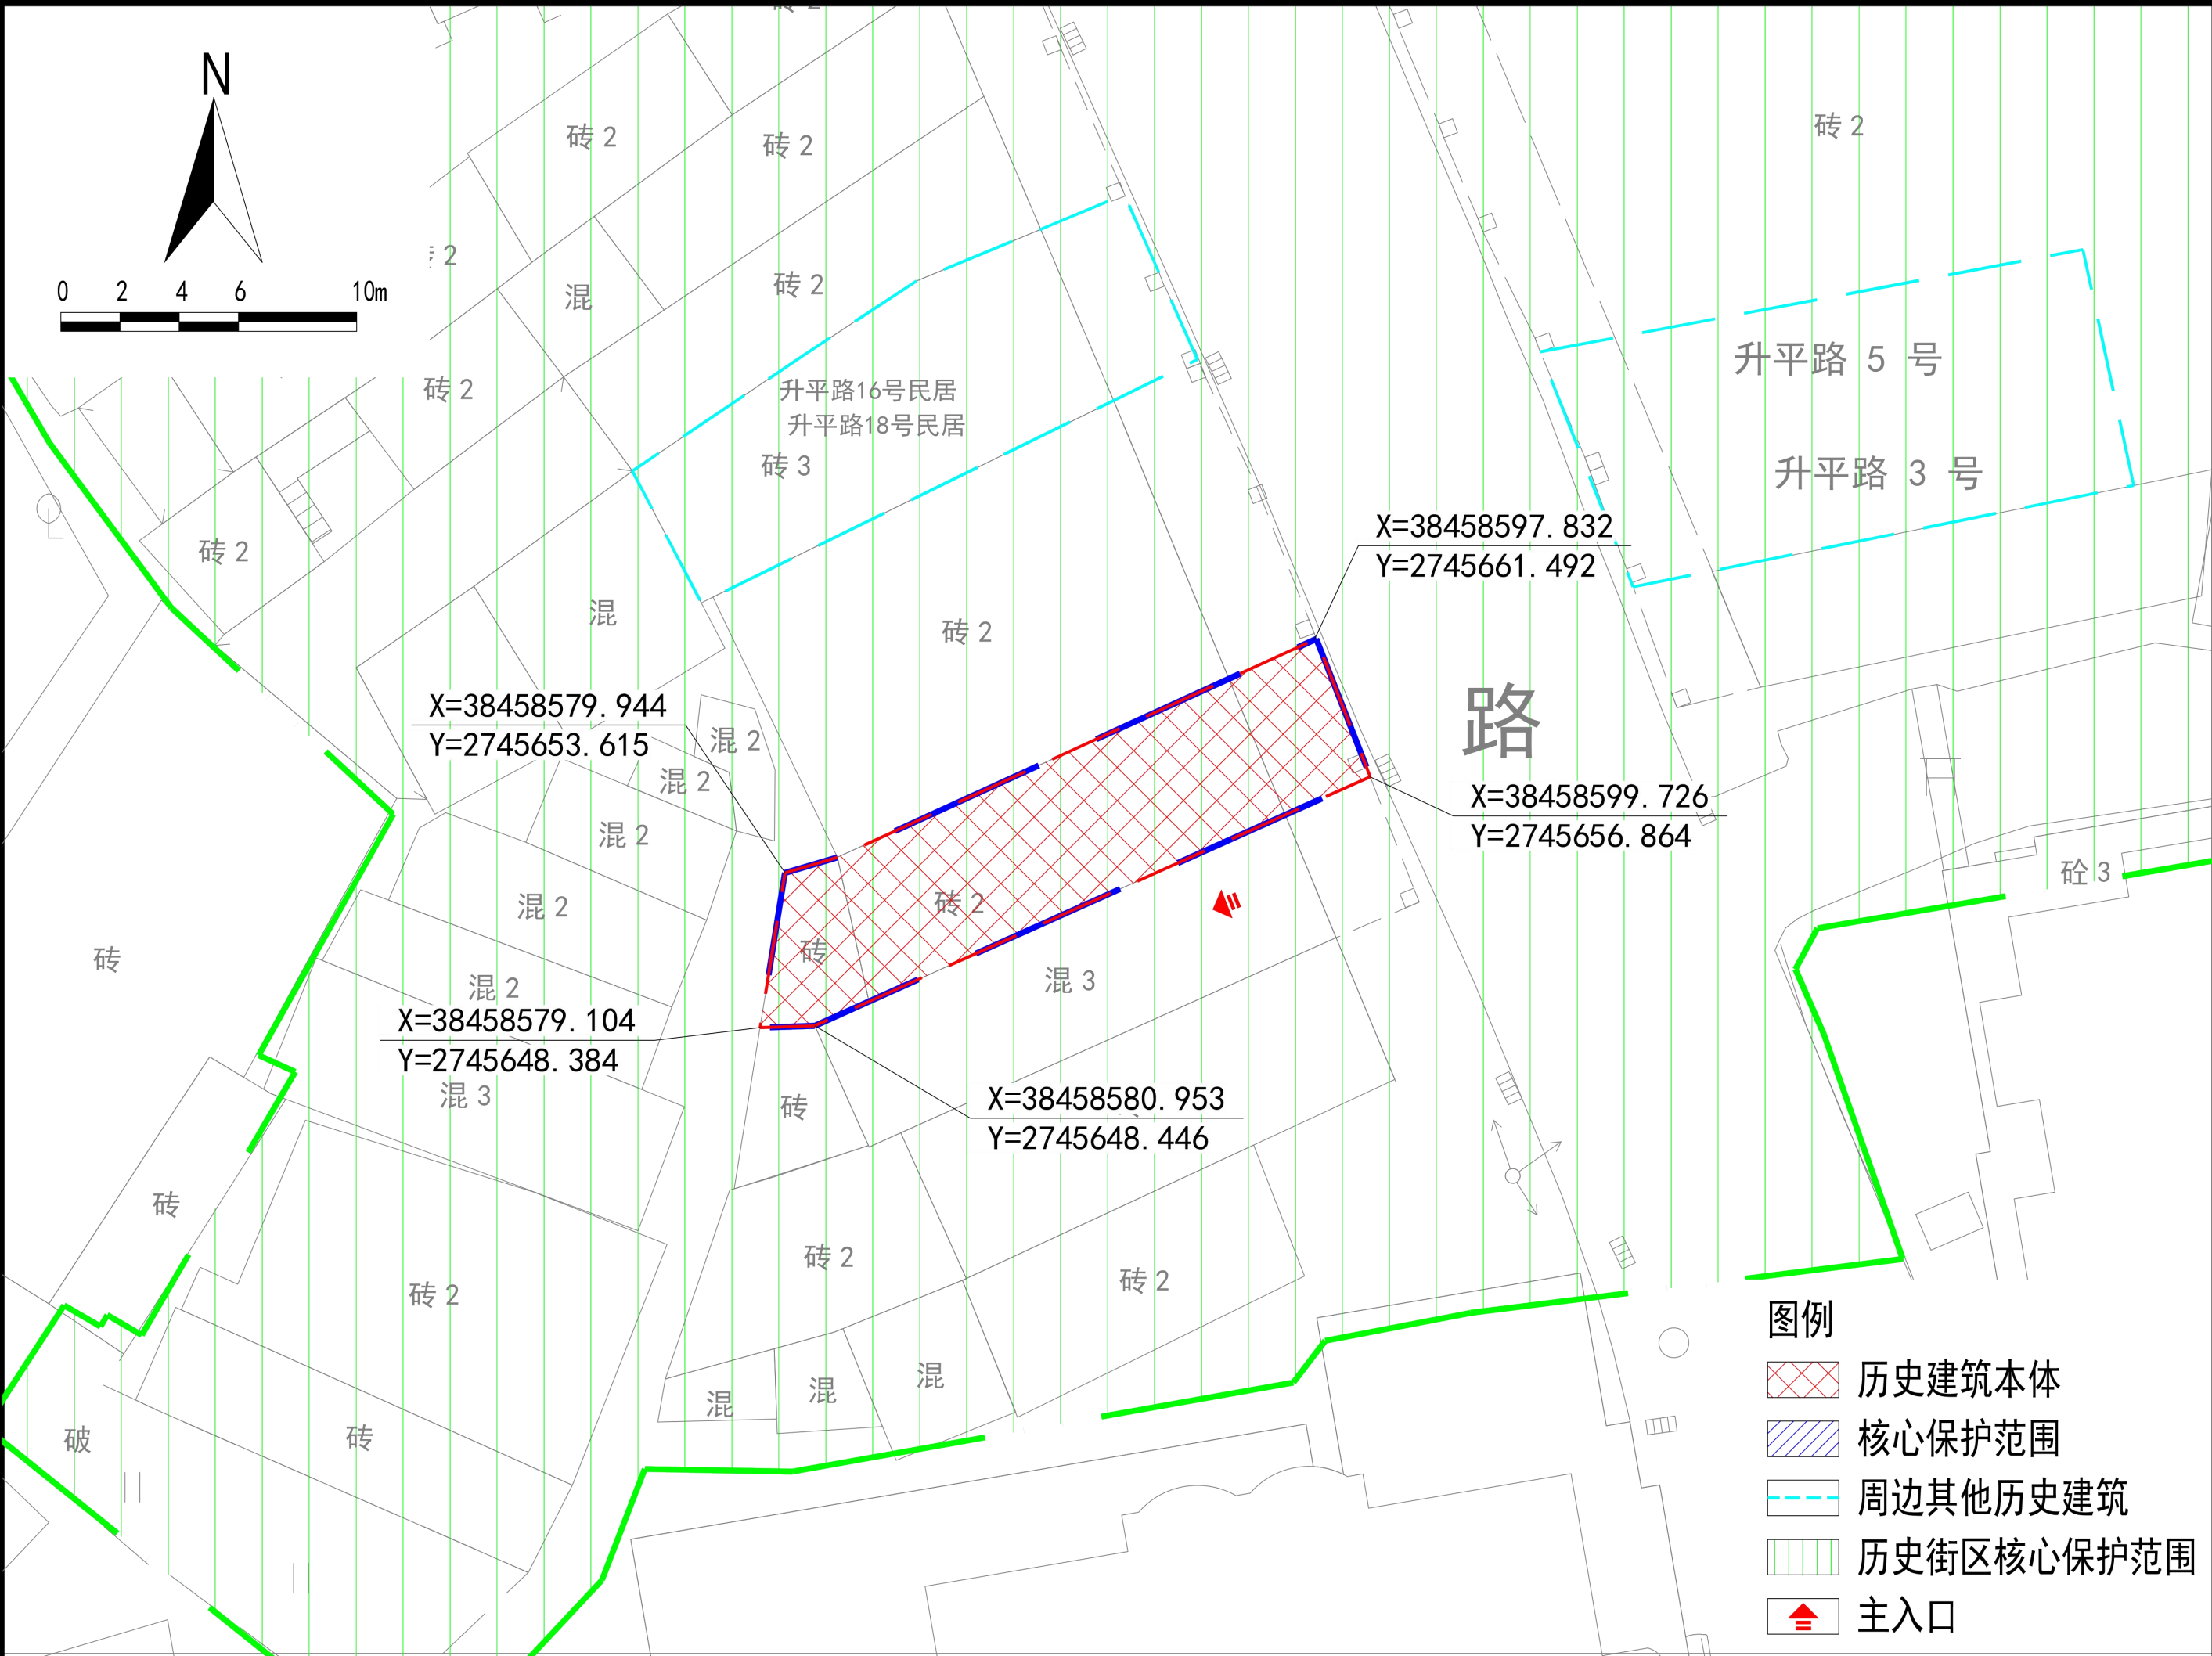 N
0 2 4 6 10m
砖 2
砖 2
砖 2
2
混
砖 2
砖 2
升平路16号民居
升平路18号民居
砖 3
升平路 5 号
升平路 3 号
砖 2
混
砖 2
X=38458597.832
Y=2745661.492
路
X=38458579.944
Y=2745653.615
混 2
混 2
混 2
X=38458599.726
Y=2745656.864
砼 3
混 2
砖 2
砖
砖
混 2
混 3
X=38458579.104
Y=2745648.384
混 3
砖
X=38458580.953
Y=2745648.446
砖
砖 2
砖 2
砖 2
混
混
混
破
砖
图例
历史建筑本体
核心保护范围
周边其他历史建筑
历史街区核心保护范围
主入口